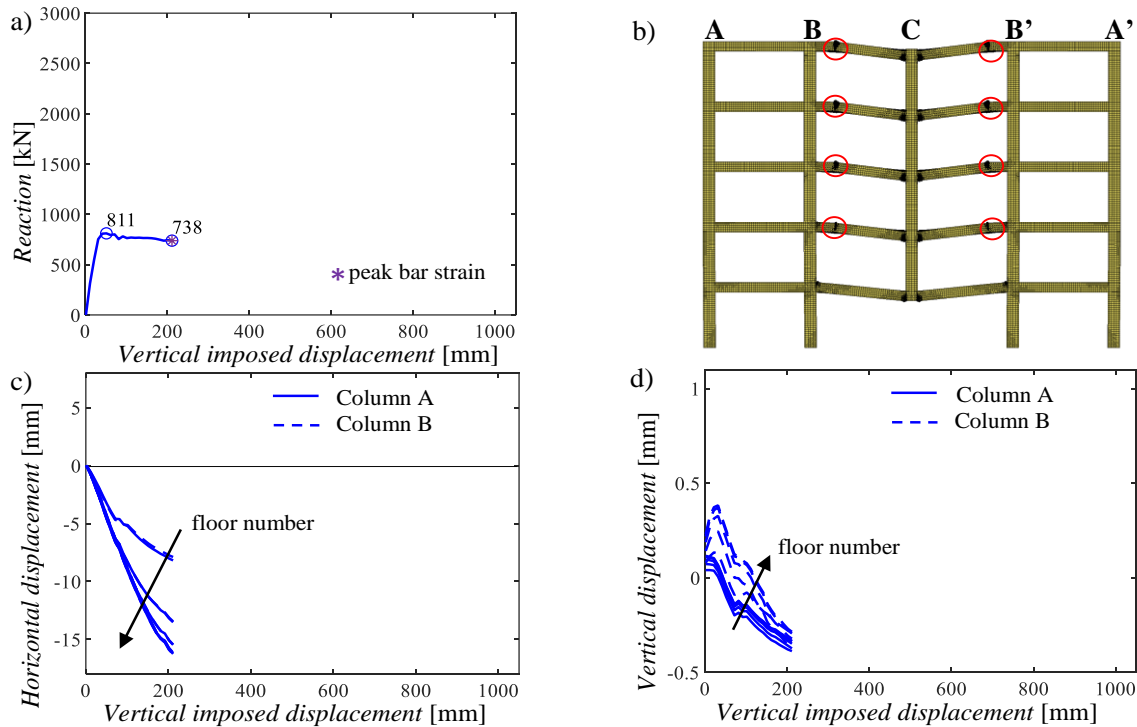 a)
3000
2500
2000
1500
1000
500
0
Reaction [kN]
811
738
* peak bar strain
0 200 400 600 800 1000
Vertical imposed displacement [mm]
b)
A B C B’ A’
c)
5
0
-5
-10
-15
Horizontal displacement [mm]
Column A
Column B
floor number
0 200 400 600 800 1000
Vertical imposed displacement [mm]
d)
1
0.5
0
-0.5
Vertical displacement [mm]
Column A
Column B
floor number
0 200 400 600 800 1000
Vertical imposed displacement [mm]